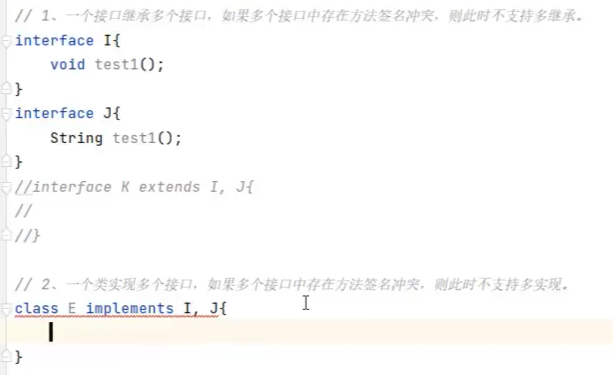 // 1、一个接口继承多个接口，如果多个接口中存在方法签名冲突，则此时不支持多继承。
interface I{
    void test1();
}
interface J{
    String test1();
}
//interface K extends I, J{
//
//}
// 2、一个类实现多个接口，如果多个接口中存在方法签名冲突，则此时不支持多实现。
class E implements I, J{
}